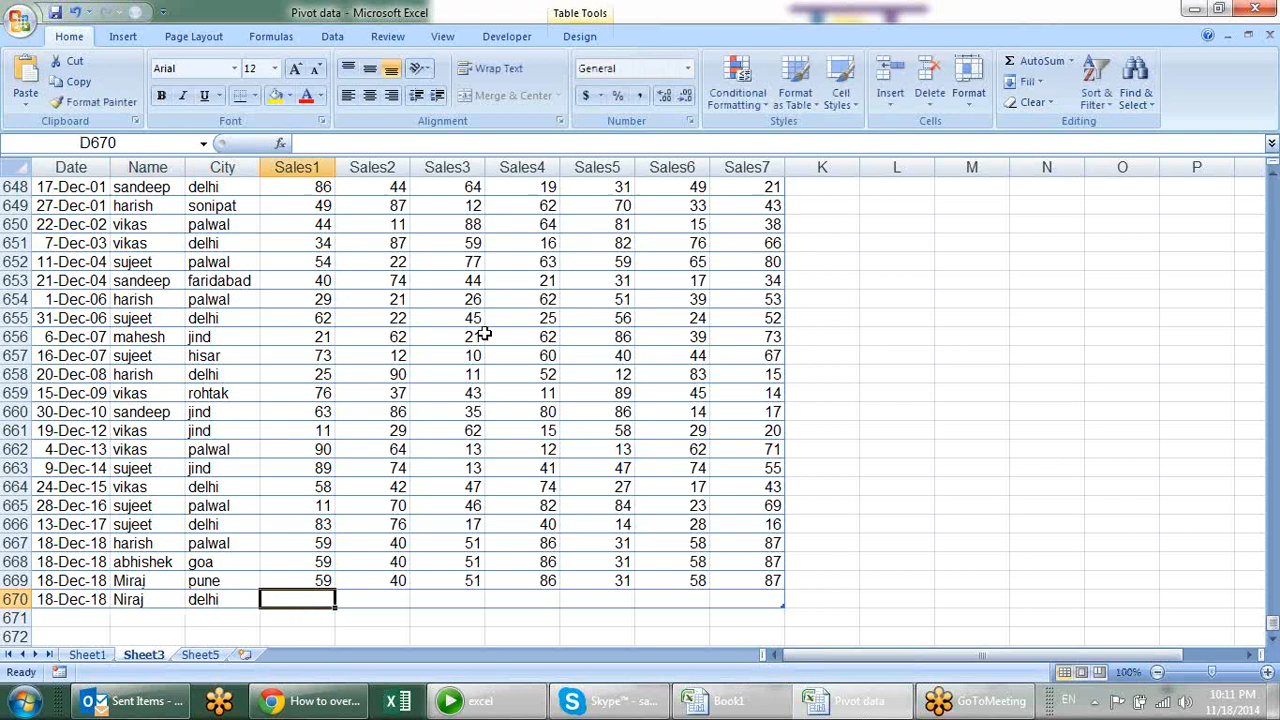 Pivot data - Microsoft Excel
Table Tools
Home Insert Page Layout Formulas Data Review View Developer Design
Paste
Cut
Copy
Format Painter
Clipboard
Arial 12
B I U
Font
Wrap Text
Merge & Center
Alignment
General
$ % ,
Number
Conditional Formatting
Format as Table
Cell Styles
Styles
Insert Delete Format
Cells
AutoSum
Fill
Clear
Sort & Filter
Find & Select
Editing
D670
fx
Date Name City Sales1 Sales2 Sales3 Sales4 Sales5 Sales6 Sales7 K L M N O P
648 17-Dec-01 sandeep delhi 86 44 64 19 31 49 21
649 27-Dec-01 harish sonipat 49 87 12 62 70 33 43
650 22-Dec-02 vikas palwal 44 11 88 64 81 15 38
651 7-Dec-03 vikas delhi 34 87 59 16 82 76 66
652 11-Dec-04 sujeet palwal 54 22 77 63 59 65 80
653 21-Dec-04 sandeep faridabad 40 74 44 21 31 17 34
654 1-Dec-06 harish palwal 29 21 26 62 51 39 53
655 31-Dec-06 sujeet delhi 62 22 45 25 56 24 52
656 6-Dec-07 mahesh jind 21 62 21 62 86 39 73
657 16-Dec-07 sujeet hisar 73 12 10 60 40 44 67
658 20-Dec-08 harish delhi 25 90 11 52 12 83 15
659 15-Dec-09 vikas rohtak 76 37 43 11 89 45 14
660 30-Dec-10 sandeep jind 63 86 35 80 86 14 17
661 19-Dec-12 vikas jind 11 29 62 15 58 29 20
662 4-Dec-13 vikas palwal 90 64 13 12 13 62 71
663 9-Dec-14 sujeet jind 89 74 13 41 47 74 55
664 24-Dec-15 vikas delhi 58 42 47 74 27 17 43
665 28-Dec-16 sujeet palwal 11 70 46 82 84 23 69
666 13-Dec-17 sujeet delhi 83 76 17 40 14 28 16
667 18-Dec-18 harish palwal 59 40 51 86 31 58 87
668 18-Dec-18 abhishek goa 59 40 51 86 31 58 87
669 18-Dec-18 Miraj pune 59 40 51 86 31 58 87
670 18-Dec-18 Niraj delhi
671
672
Sheet1 Sheet3 Sheet5
Ready
100%
Sent Items - ...
How to over...
excel
Skype™ - sa...
Book1
Pivot data
GoToMeeting
EN
10:11 PM
11/18/2014